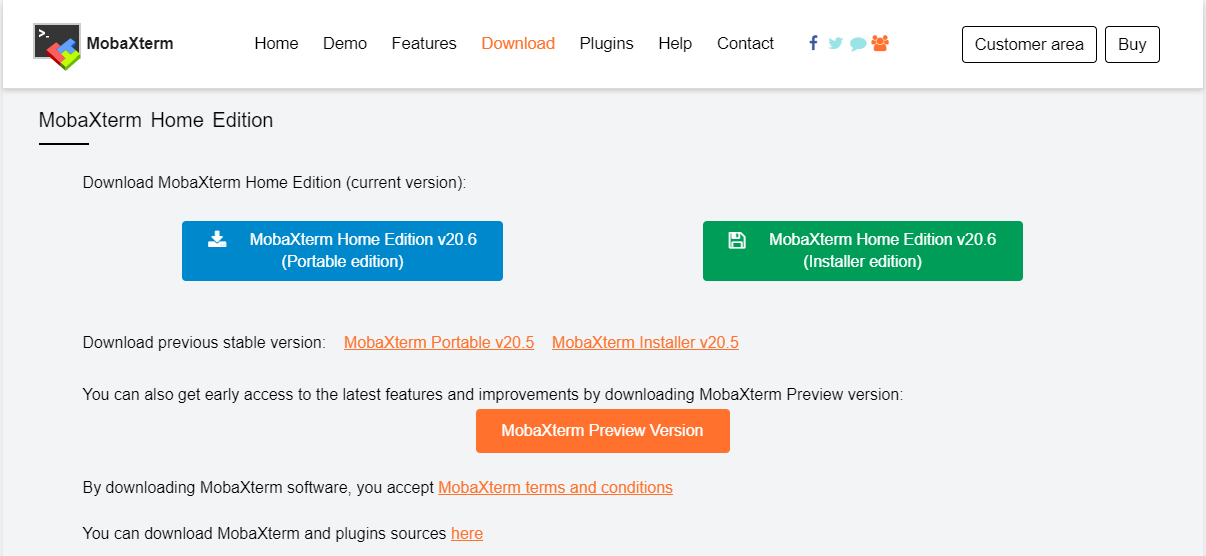 >_ MobaXterm Home Demo Features Download Plugins Help Contact Customer area Buy
MobaXterm Home Edition
Download MobaXterm Home Edition (current version):
MobaXterm Home Edition v20.6
(Portable edition)
MobaXterm Home Edition v20.6
(Installer edition)
Download previous stable version: MobaXterm Portable v20.5 MobaXterm Installer v20.5
You can also get early access to the latest features and improvements by downloading MobaXterm Preview version:
MobaXterm Preview Version
By downloading MobaXterm software, you accept MobaXterm terms and conditions
You can download MobaXterm and plugins sources here